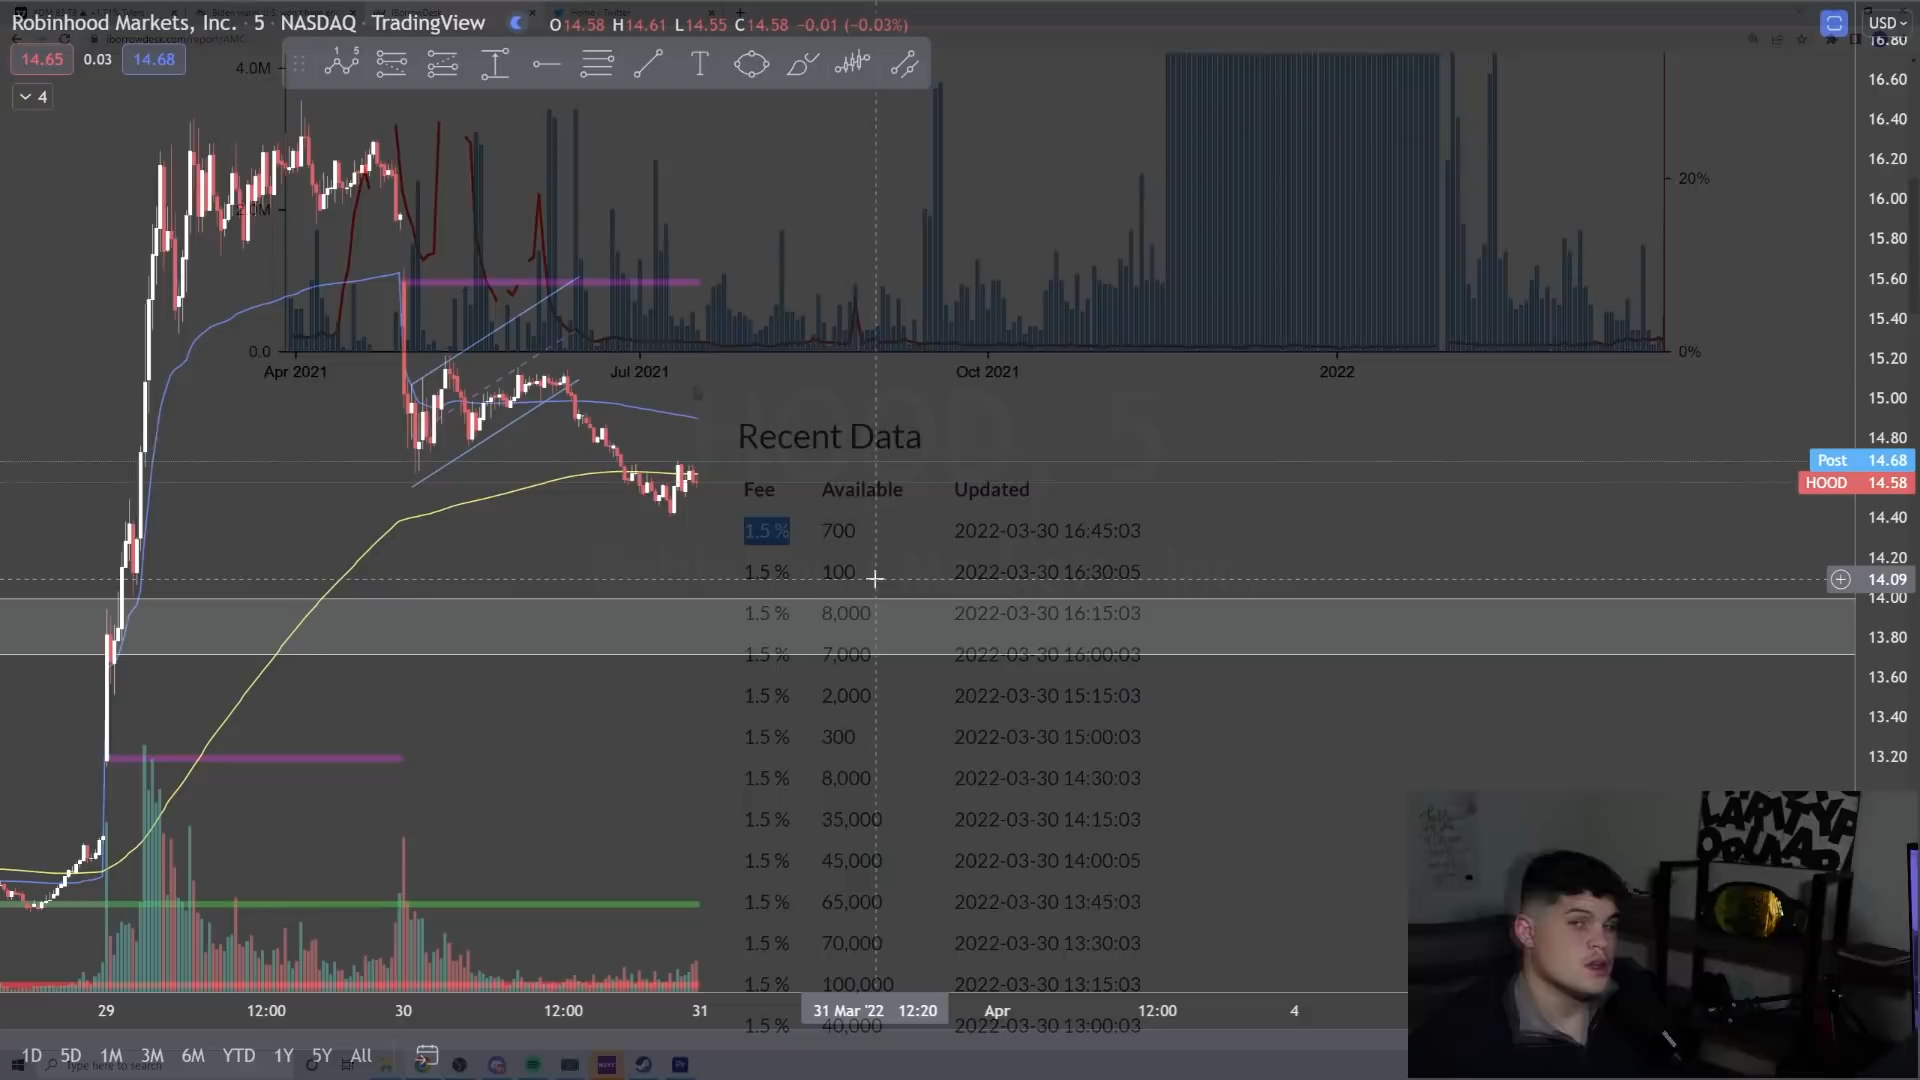 Robinhood Markets, Inc. · 5 · NASDAQ · TradingView
O14.58 H14.61 L14.55 C14.58 −0.01 (−0.03%)
USD
iborrowdesk.com/report/AMC
14.65 0.03 14.68
4
4.0M
2.0M
0.0
20%
0%
Apr 2021 Jul 2021 Oct 2021 2022
16.80
16.60
16.40
16.20
16.00
15.80
15.60
15.40
15.20
15.00
14.80
Post 14.68
HOOD 14.58
14.40
14.20
14.09
14.00
13.80
13.60
13.40
13.20
Recent Data
Fee Available Updated
1.5 % 700 2022-03-30 16:45:03
1.5 % 100 2022-03-30 16:30:05
1.5 % 8,000 2022-03-30 16:15:03
1.5 % 7,000 2022-03-30 16:00:03
1.5 % 2,000 2022-03-30 15:15:03
1.5 % 300 2022-03-30 15:00:03
1.5 % 8,000 2022-03-30 14:30:03
1.5 % 35,000 2022-03-30 14:15:03
1.5 % 45,000 2022-03-30 14:00:05
1.5 % 65,000 2022-03-30 13:45:03
1.5 % 70,000 2022-03-30 13:30:03
1.5 % 100,000 2022-03-30 13:15:03
1.5 % 40,000 2022-03-30 13:00:03
29 12:00 30 12:00 31 31 Mar '22 12:20 Apr 12:00 4
1D 5D 1M 3M 6M YTD 1Y 5Y All
Type here to search